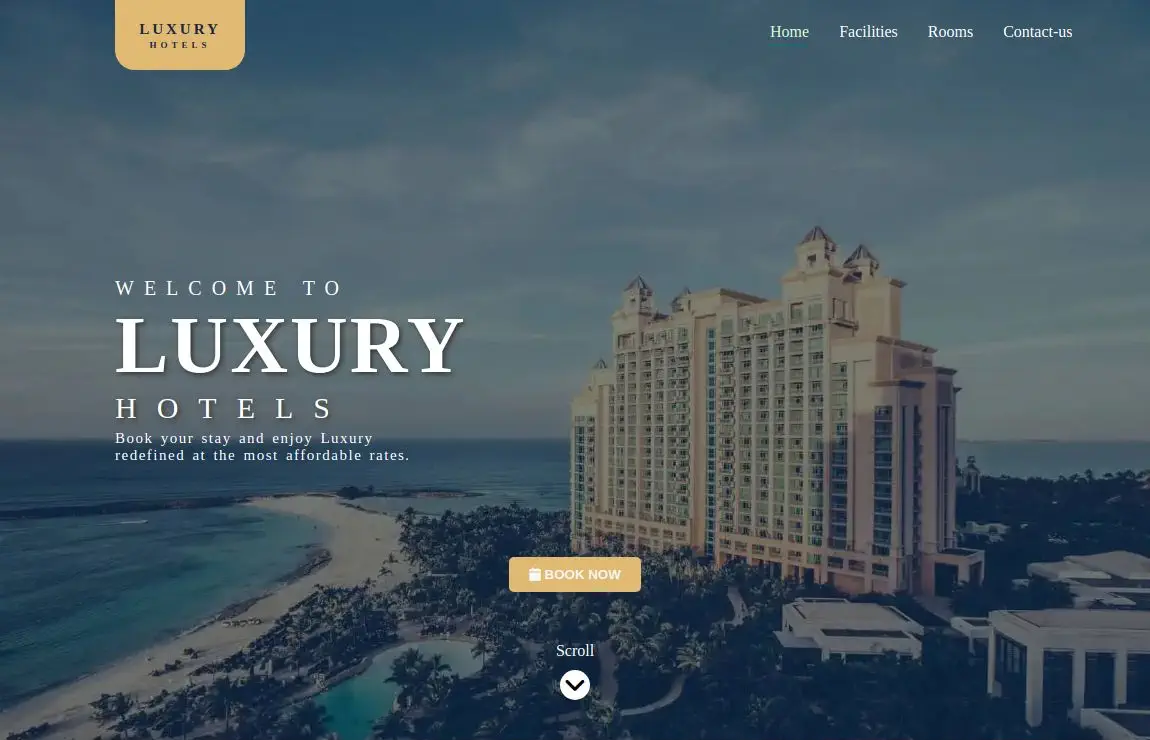 LUXURY
HOTELS
Home Facilities Rooms Contact-us
WELCOME TO
LUXURY
HOTELS
Book your stay and enjoy Luxury
redefined at the most affordable rates.
BOOK NOW
Scroll